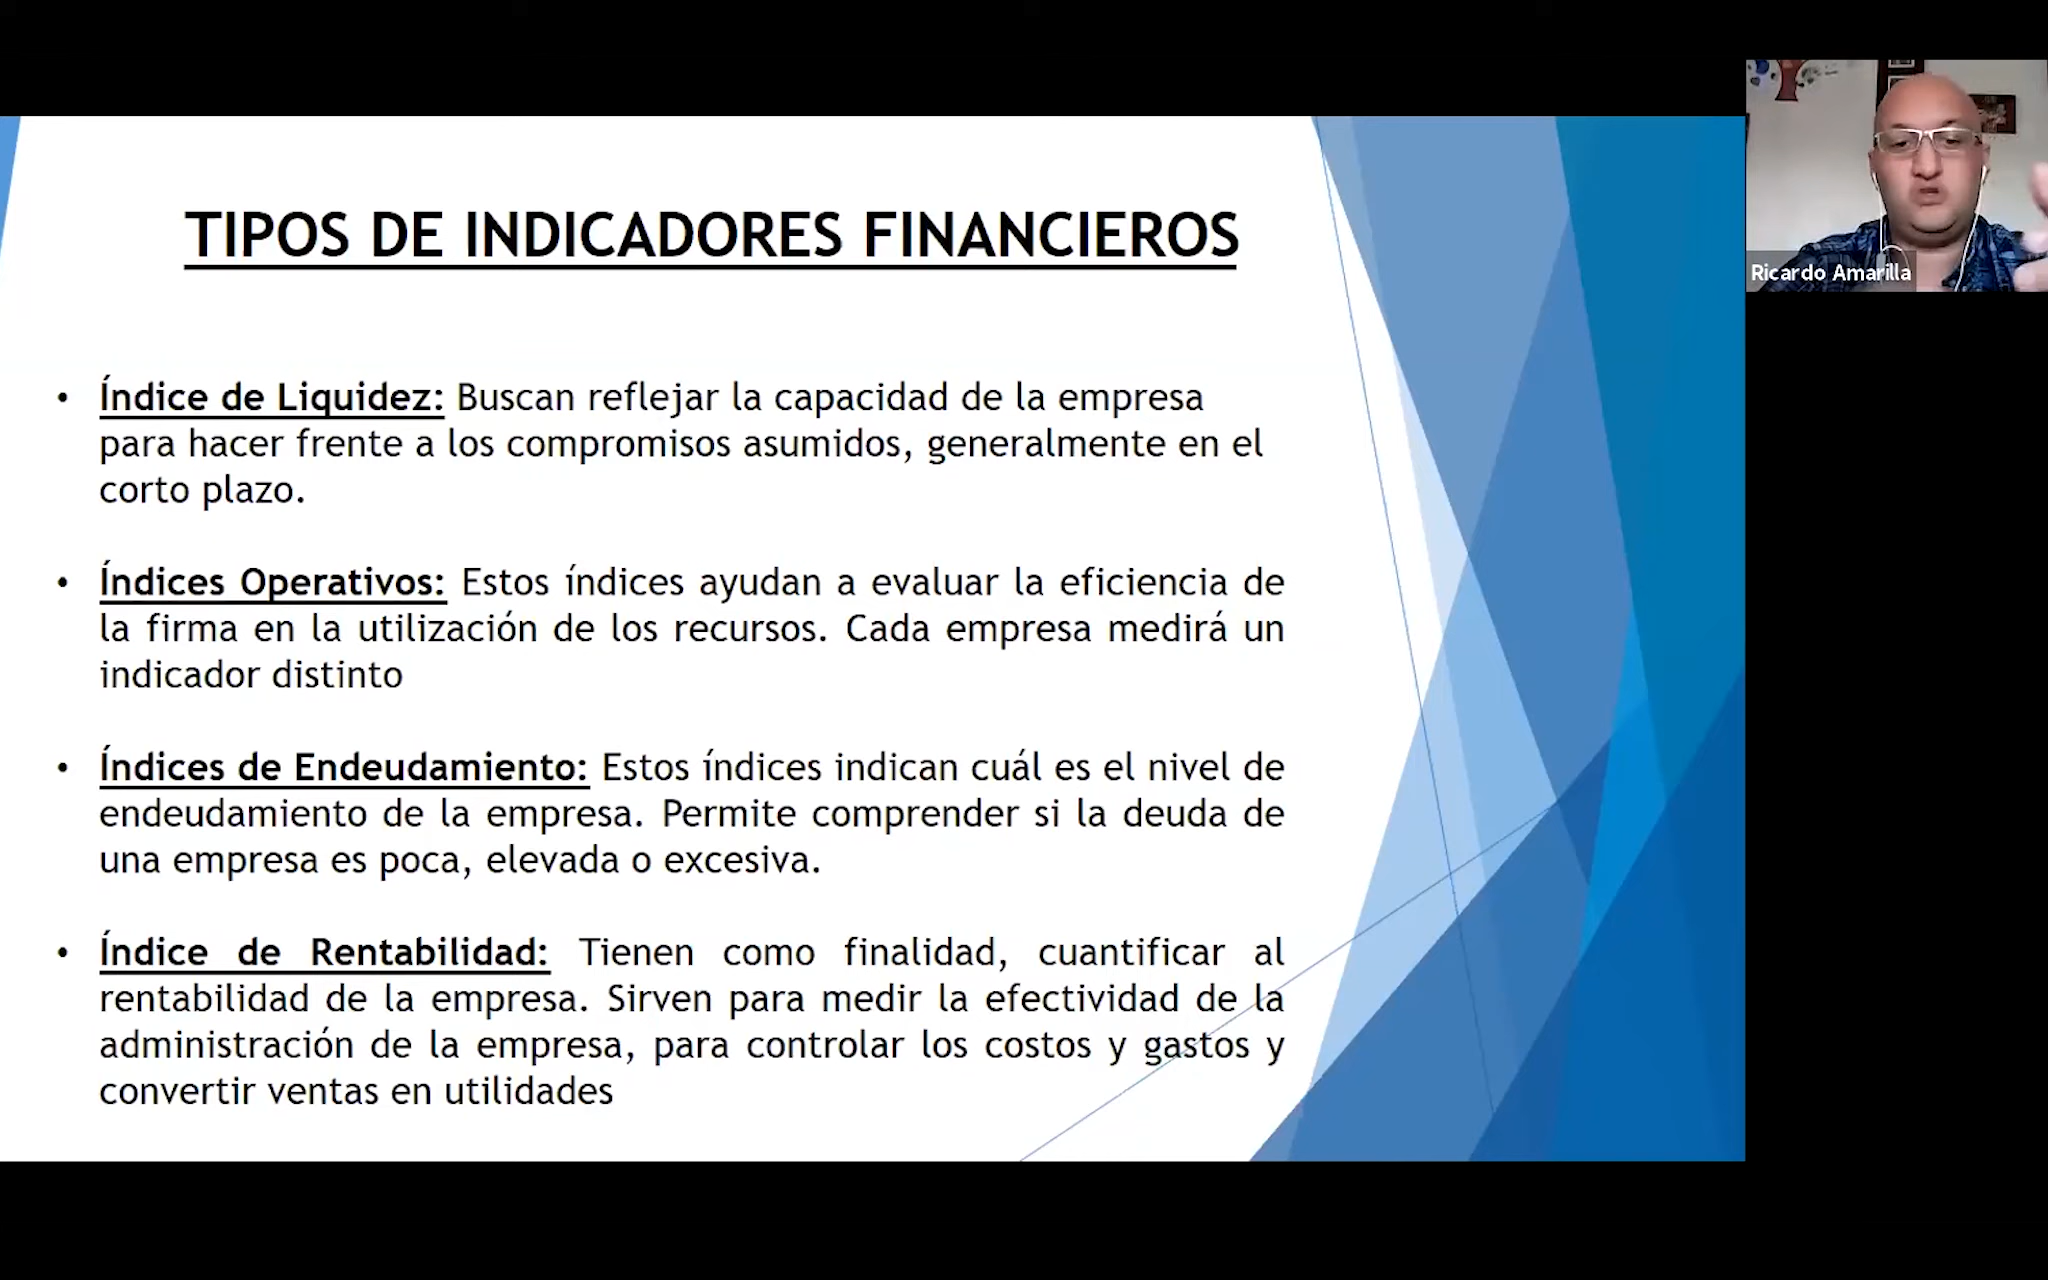 TIPOS DE INDICADORES FINANCIEROS
• Índice de Liquidez: Buscan reflejar la capacidad de la empresa
para hacer frente a los compromisos asumidos, generalmente en el
corto plazo.
• Índices Operativos: Estos índices ayudan a evaluar la eficiencia de
la firma en la utilización de los recursos. Cada empresa medirá un
indicador distinto
• Índices de Endeudamiento: Estos índices indican cuál es el nivel de
endeudamiento de la empresa. Permite comprender si la deuda de
una empresa es poca, elevada o excesiva.
• Índice de Rentabilidad: Tienen como finalidad, cuantificar al
rentabilidad de la empresa. Sirven para medir la efectividad de la
administración de la empresa, para controlar los costos y gastos y
convertir ventas en utilidades
Ricardo Amarilla